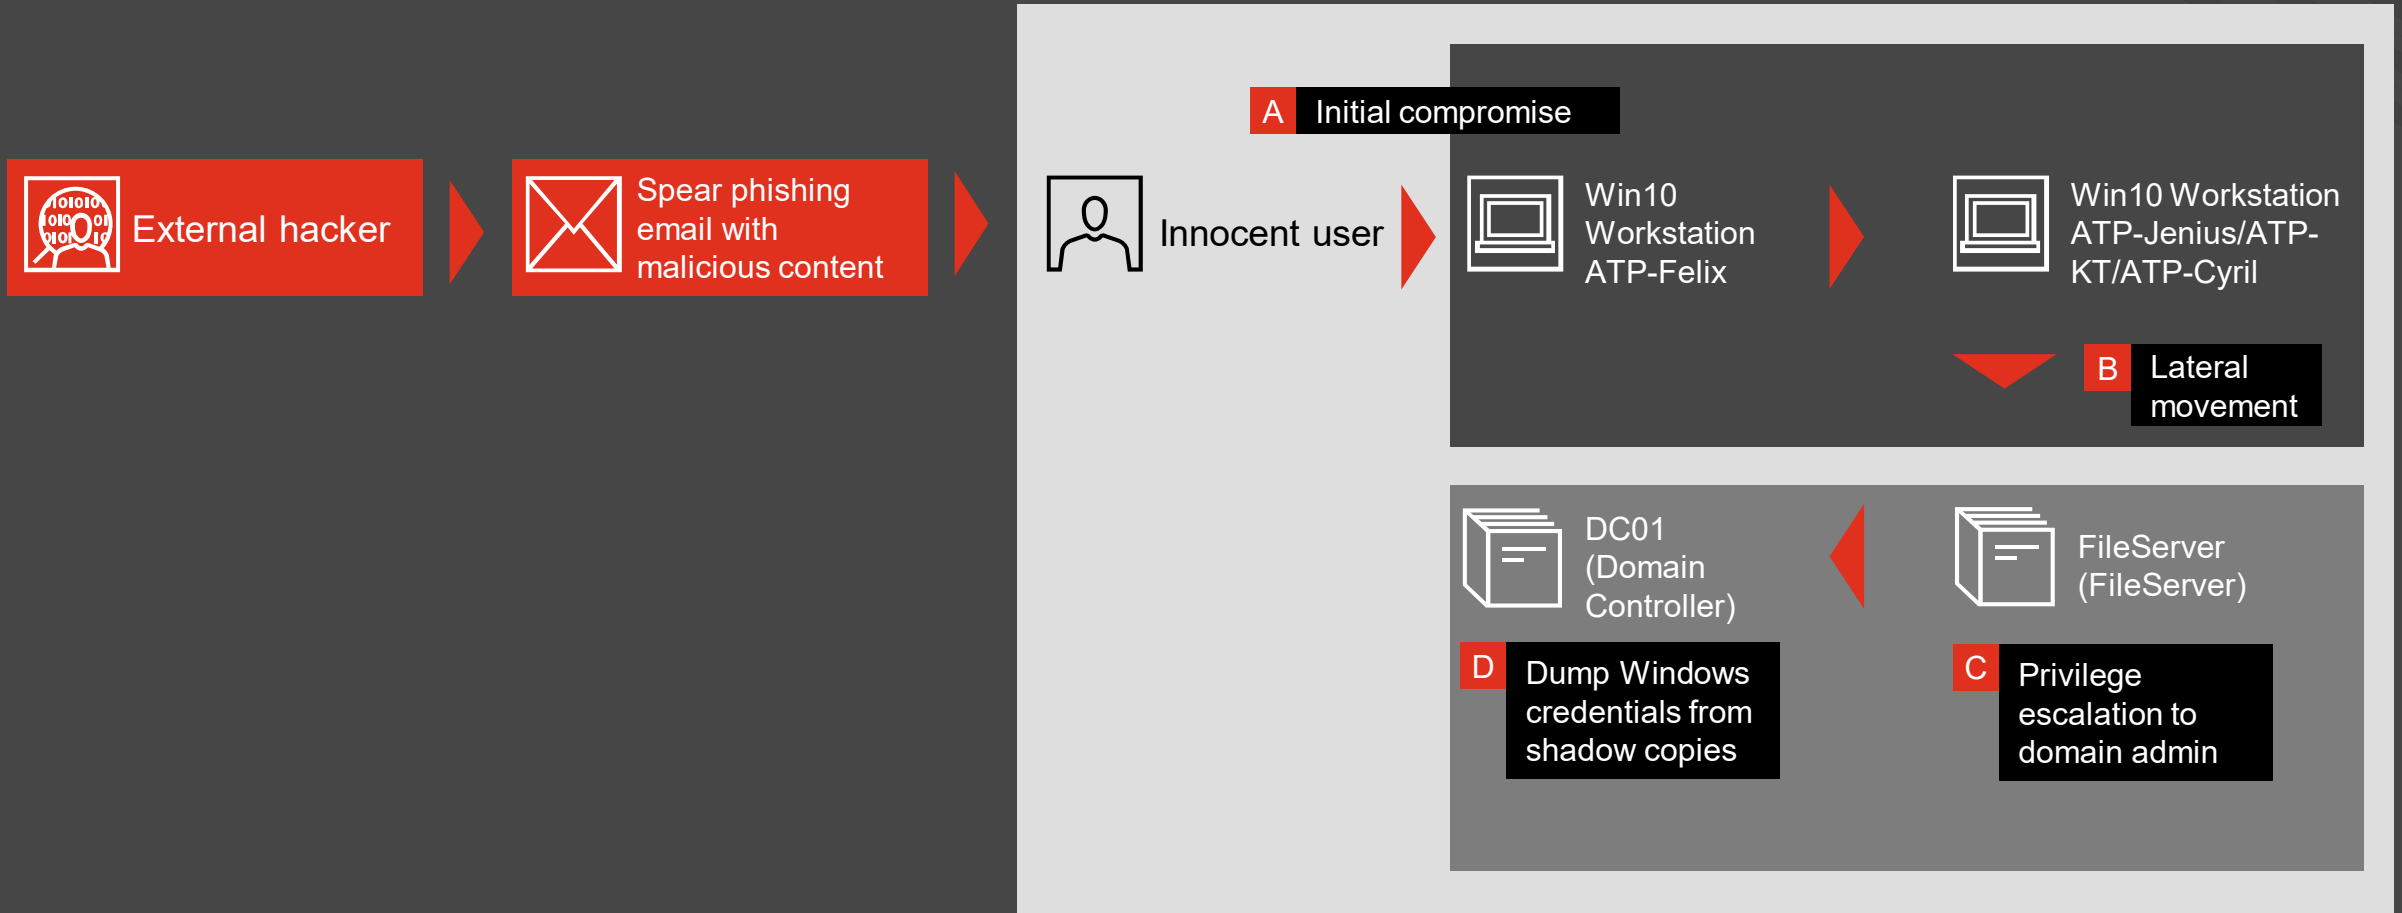 External hacker
Spear phishing
email with
malicious content
Innocent user
A
Initial compromise
Win10
Workstation
ATP-Felix
Win10 Workstation
ATP-Jenius/ATP-
KT/ATP-Cyril
B
Lateral
movement
DC01
(Domain
Controller)
FileServer
(FileServer)
D
Dump Windows
credentials from
shadow copies
C
Privilege
escalation to
domain admin